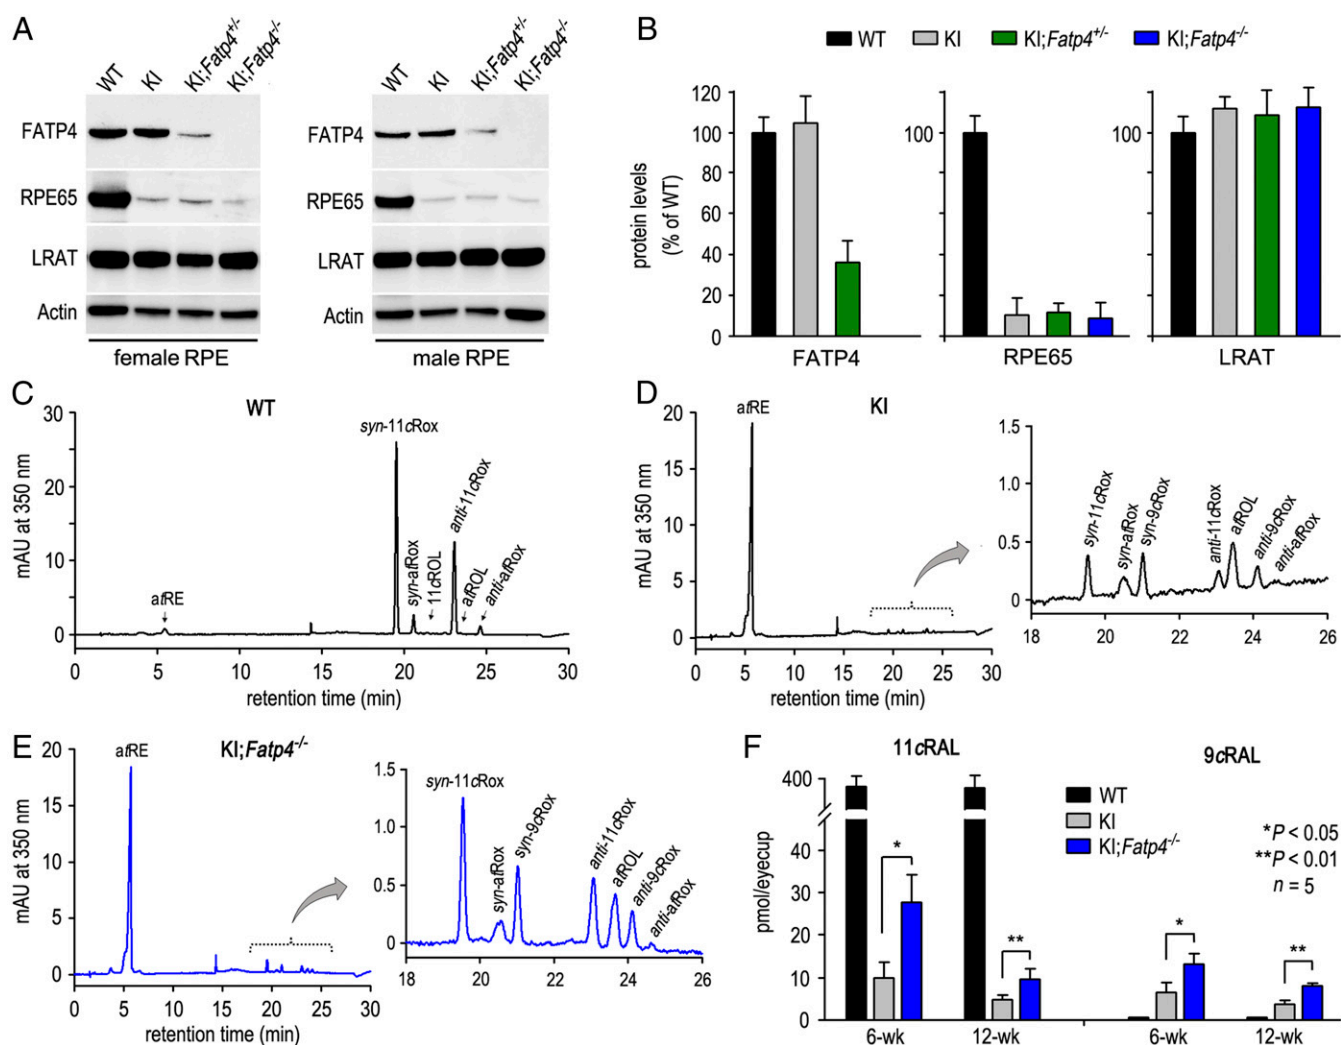 A
WT KI KI;Fatp4+/- KI;Fatp4-/-
FATP4
RPE65
LRAT
Actin
female RPE
WT KI KI;Fatp4+/- KI;Fatp4-/-
FATP4
RPE65
LRAT
Actin
male RPE
B
WT KI KI;Fatp4+/- KI;Fatp4-/-
protein levels
(% of WT)
120
100
80
60
40
20
0
100
100
FATP4 RPE65 LRAT
C
WT
mAU at 350 nm
30
20
10
0
atRE
syn-11cRox
syn-atRox
11cROL
anti-11cRox
atROL
anti-atRox
0 5 10 15 20 25 30
retention time (min)
D
KI
mAU at 350 nm
20
15
10
5
0
atRE
0 5 10 15 20 25 30
retention time (min)
1.5
1.0
0.5
0
syn-11cRox
syn-atRox
syn-9cRox
anti-11cRox
atROL
anti-9cRox
anti-atRox
18 20 22 24 26
E
KI;Fatp4-/-
mAU at 350 nm
20
15
10
5
0
atRE
0 5 10 15 20 25 30
retention time (min)
1.5
1.0
0.5
0
syn-11cRox
syn-atRox
syn-9cRox
anti-11cRox
atROL
anti-9cRox
anti-atRox
18 20 22 24 26
F
11cRAL 9cRAL
WT
KI
KI;Fatp4-/-
*P < 0.05
**P < 0.01
n = 5
pmol/eyecup
400
40
30
20
10
0
* ** * **
6-wk 12-wk 6-wk 12-wk